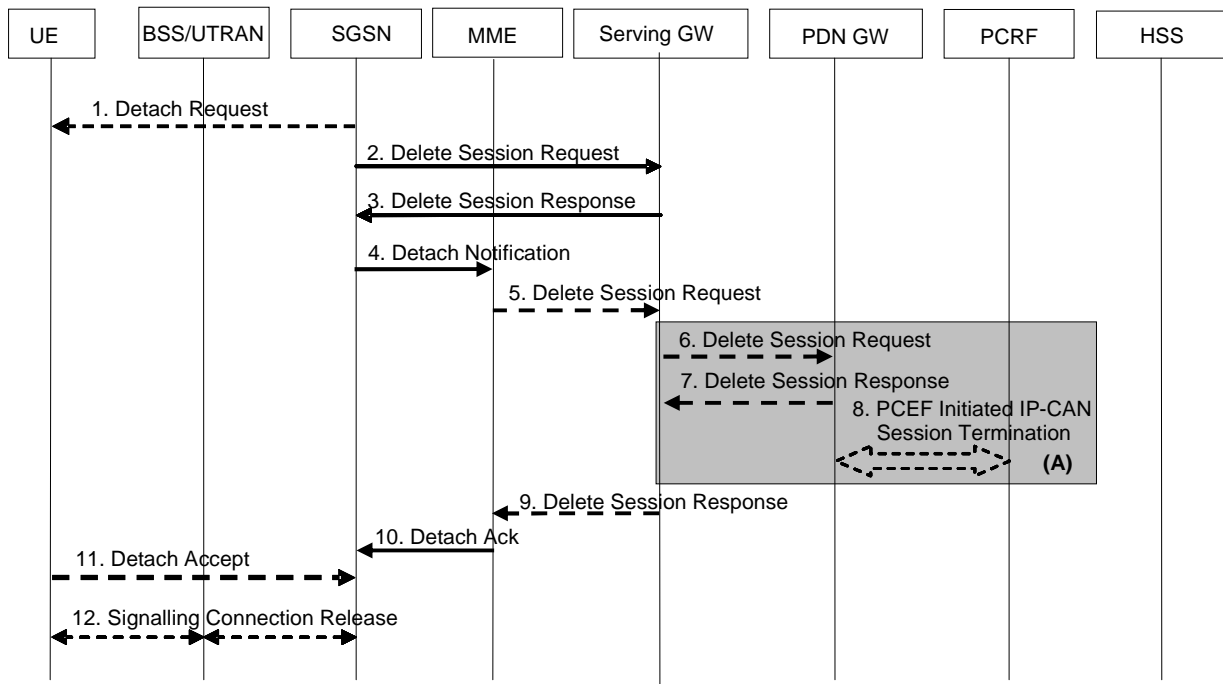 UE
BSS/UTRAN
SGSN
MME
Serving GW
PDN GW
PCRF
HSS
1. Detach Request
2. Delete Session Request
3. Delete Session Response
4. Detach Notification
5. Delete Session Request
6. Delete Session Request
7. Delete Session Response
8. PCEF Initiated IP-CAN
Session Termination
(A)
9. Delete Session Response
10. Detach Ack
11. Detach Accept
12. Signalling Connection Release